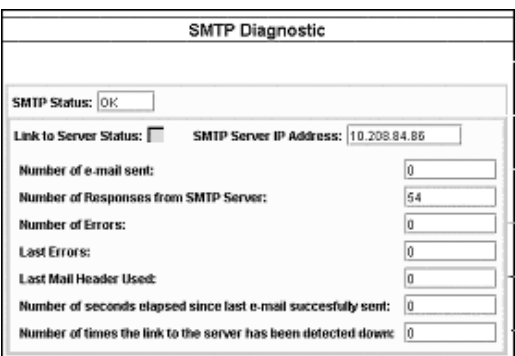 SMTP Diagnostic
SMTP Status: OK
Link to Server Status: SMTP Server IP Address: 10.208.84.86
Number of e-mail sent: 0
Number of Responses from SMTP Server: 54
Number of Errors: 0
Last Errors: 0
Last Mail Header Used: 0
Number of seconds elapsed since last e-mail succesfully sent: 0
Number of times the link to the server has been detected down: 0